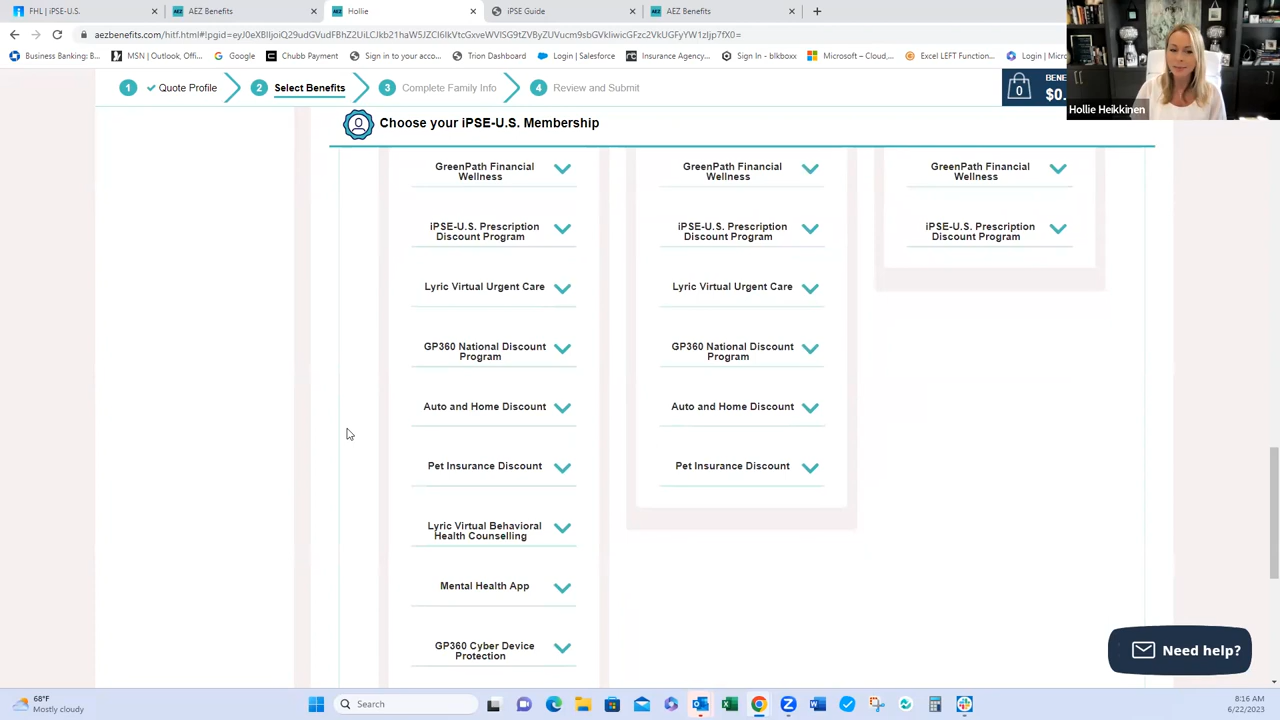 FHL | iPSE-U.S.
AEZ Benefits
Hollie
iPSE Guide
AEZ Benefits
Business Banking: B...
MSN | Outlook, Offi...
Google
Chubb Payment
Sign in to your acco...
Trion Dashboard
Login | Salesforce
Insurance Agency,...
Sign In - blkboxx
Microsoft – Cloud,...
Excel LEFT Function...
Login | Micro
1 Quote Profile
2 Select Benefits
3 Complete Family Info
4 Review and Submit
0
BENE
$0.
Hollie Heikkinen
Choose your iPSE-U.S. Membership
GreenPath Financial
Wellness
iPSE-U.S. Prescription
Discount Program
Lyric Virtual Urgent Care
GP360 National Discount
Program
Auto and Home Discount
Pet Insurance Discount
Lyric Virtual Behavioral
Health Counselling
Mental Health App
GP360 Cyber Device
Protection
GreenPath Financial
Wellness
iPSE-U.S. Prescription
Discount Program
Lyric Virtual Urgent Care
GP360 National Discount
Program
Auto and Home Discount
Pet Insurance Discount
GreenPath Financial
Wellness
iPSE-U.S. Prescription
Discount Program
Need help?
68°F
Mostly cloudy
Search
8:16 AM
6/22/2023